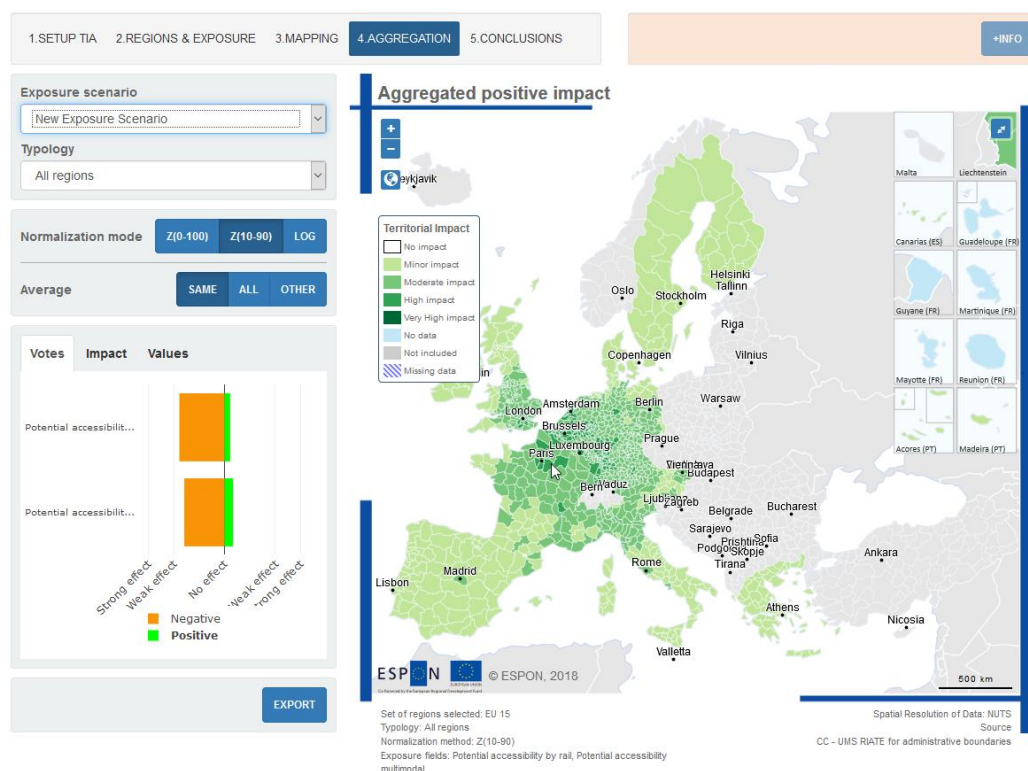 1.SETUP TIA 2.REGIONS & EXPOSURE 3.MAPPING 4.AGGREGATION 5.CONCLUSIONS
+INFO
Exposure scenario
New Exposure Scenario
Typology
All regions
Normalization mode Z(0-100) Z(10-90) LOG
Average SAME ALL OTHER
Votes Impact Values
Potential accessibilit...
Potential accessibilit...
Strong effect
Weak effect
No effect
Weak effect
Strong effect
Negative
Positive
EXPORT
Aggregated positive impact
+
−
eykjavik
Territorial Impact
No impact
Minor impact
Moderate impact
High impact
Very High impact
No data
Not included
Missing data
Malta
Liechtenstein
Canarias (ES)
Guadeloupe (FR)
Guyane (FR)
Martinique (FR)
Mayotte (FR)
Reunion (FR)
Acores (PT)
Madeira (PT)
Helsinki
Tallinn
Oslo
Stockholm
Riga
Copenhagen
Vilnius
in
Amsterdam
Berlin
Warsaw
London
Brussels
Luxembourg
Prague
Paris
Budapest
Bern
Vaduz
Ljubljana
Zagreb
Belgrade
Bucharest
Sarajevo
Prishtina
Sofia
Podgor
Skopje
Tirana
Rome
Madrid
Lisbon
Ankara
Athens
Nicosia
Valletta
ESPON
© ESPON, 2018
500 km
Set of regions selected: EU 15
Typology: All regions
Normalization method: Z(10-90)
Exposure fields: Potential accessibility by rail, Potential accessibility
multimodal
Spatial Resolution of Data: NUTS
Source
CC - UMS RIATE for administrative boundaries